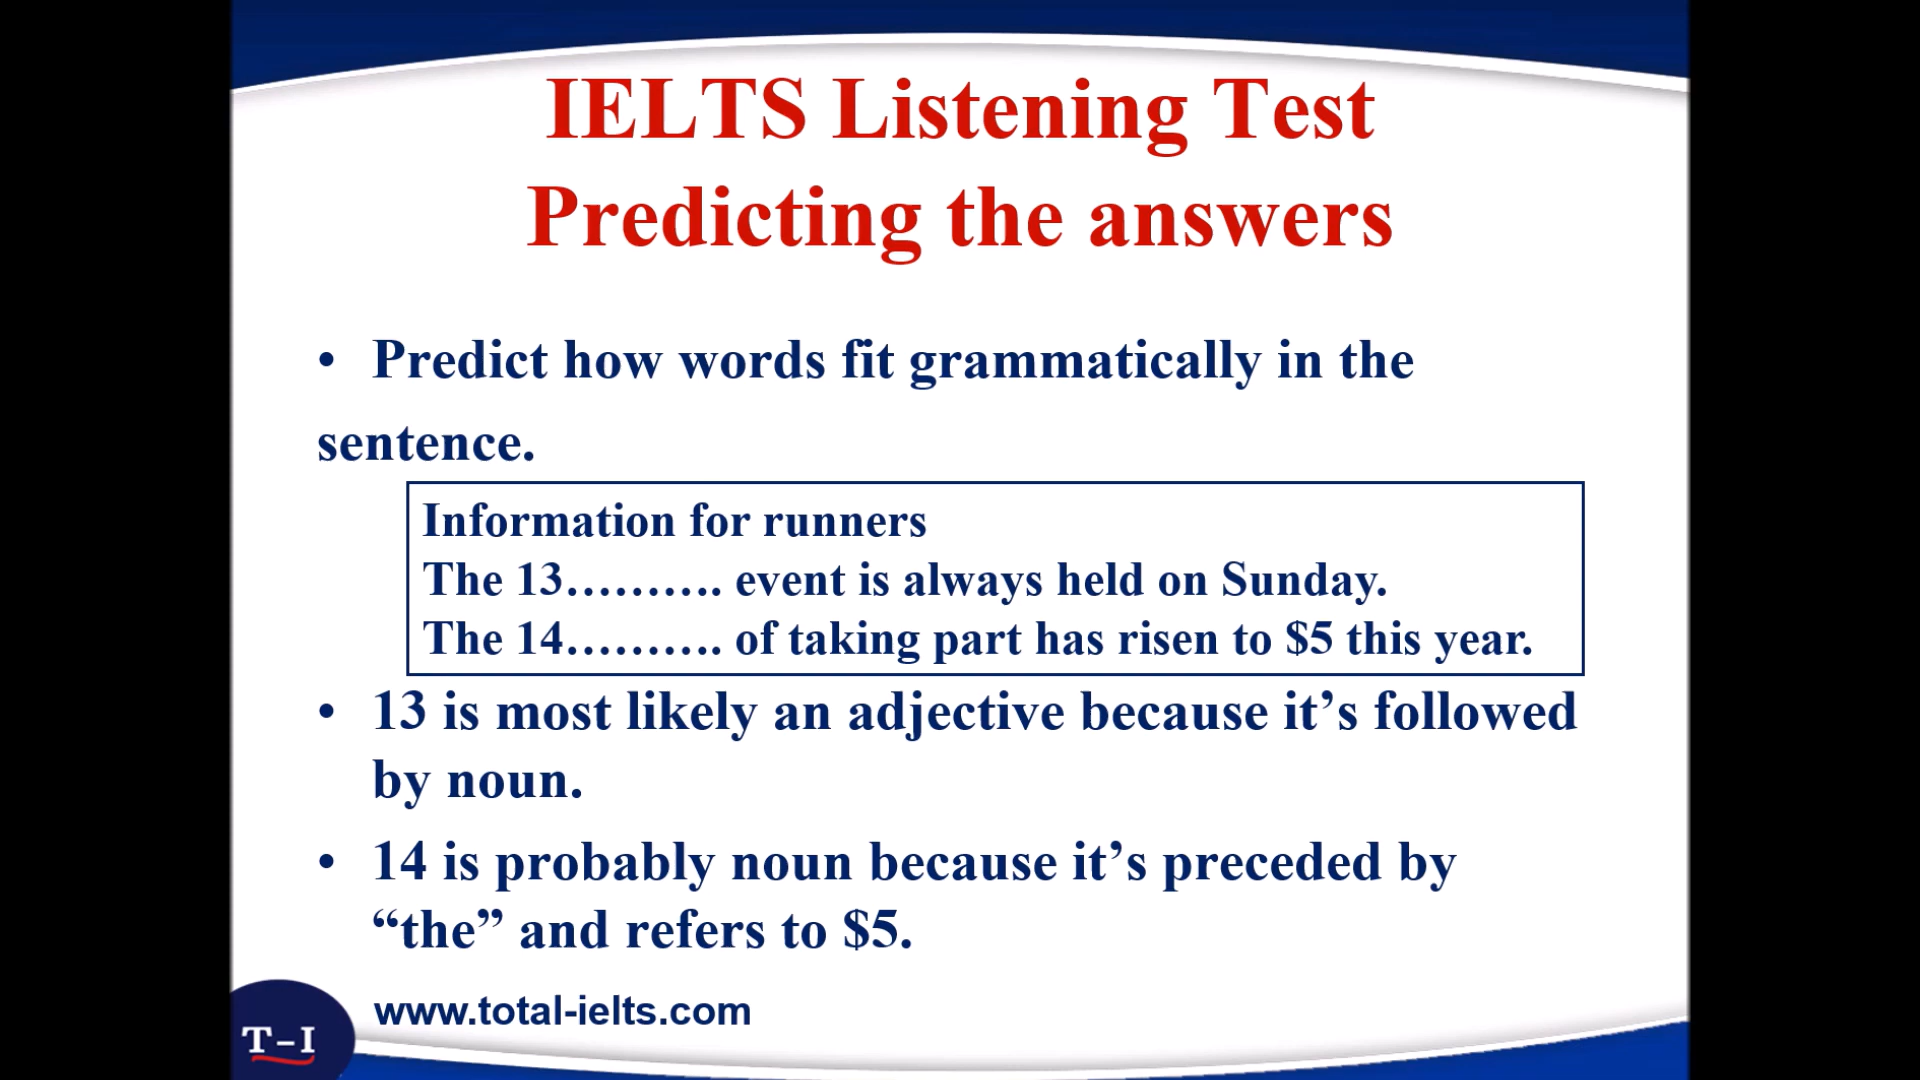 IELTS Listening Test
Predicting the answers
• Predict how words fit grammatically in the
sentence.
Information for runners
The 13………. event is always held on Sunday.
The 14………. of taking part has risen to $5 this year.
• 13 is most likely an adjective because it’s followed
by noun.
• 14 is probably noun because it’s preceded by
“the” and refers to $5.
www.total-ielts.com
T-I